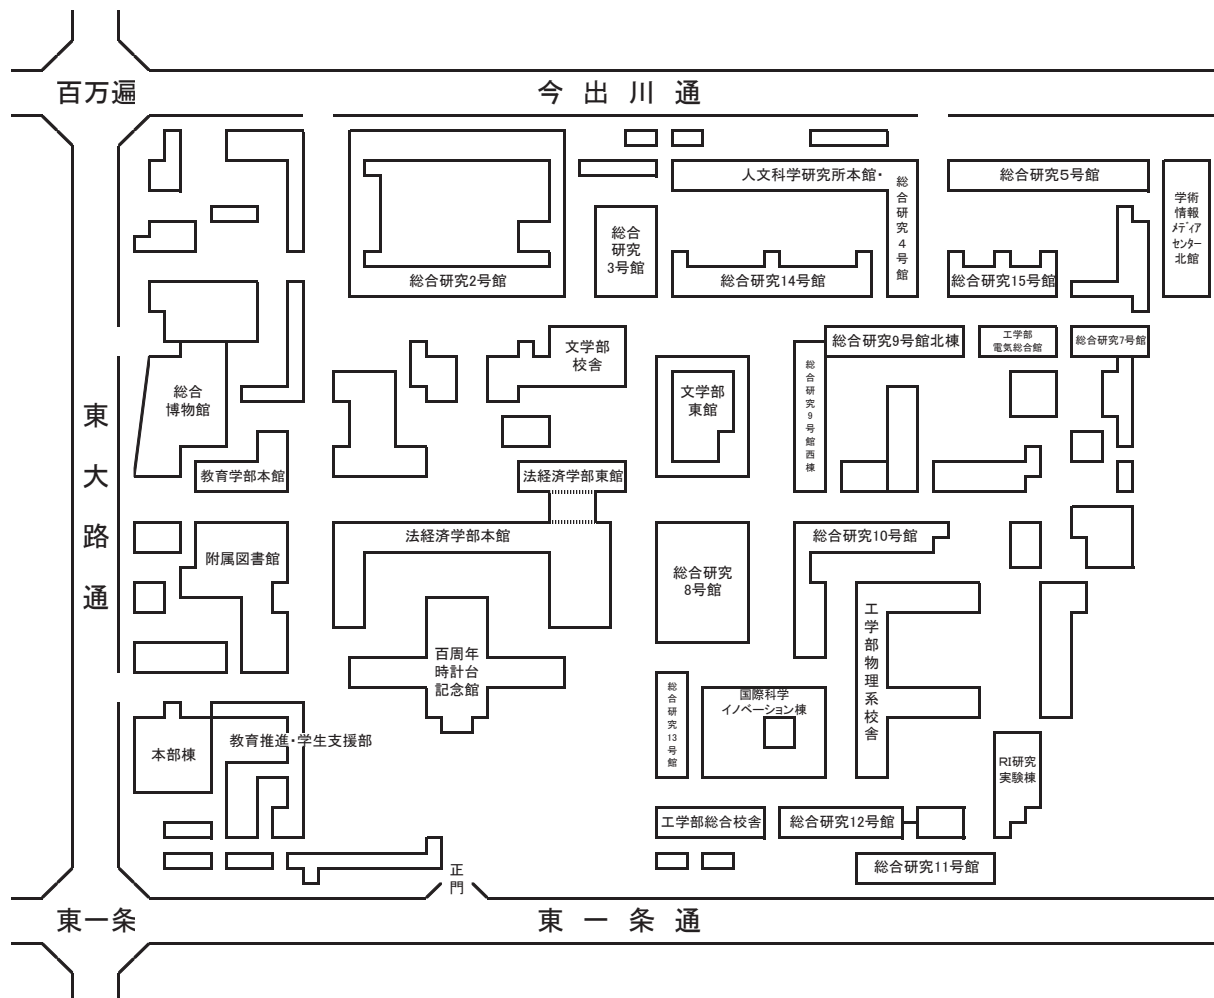 百万遍
今出川通
人文科学研究所本館・
総合研究4号館
総合研究5号館
学術
情報
メディア
センター
北館
総合
研究
3号館
総合研究2号館
総合研究14号館
総合研究15号館
文学部
校舎
総合研究9号館北棟
工学部
電気総合館
総合研究7号館
総合
博物館
文学部
東館
総合研究9号館西棟
東大路通
教育学部本館
法経済学部東館
附属図書館
法経済学部本館
総合研究
8号館
総合研究10号館
工学部物理系校舎
百周年
時計台
記念館
総合研究13号館
国際科学
イノベーション棟
本部棟
教育推進・学生支援部
RI研究
実験棟
工学部総合校舎
総合研究12号館
総合研究11号館
正門
東一条
東一条通